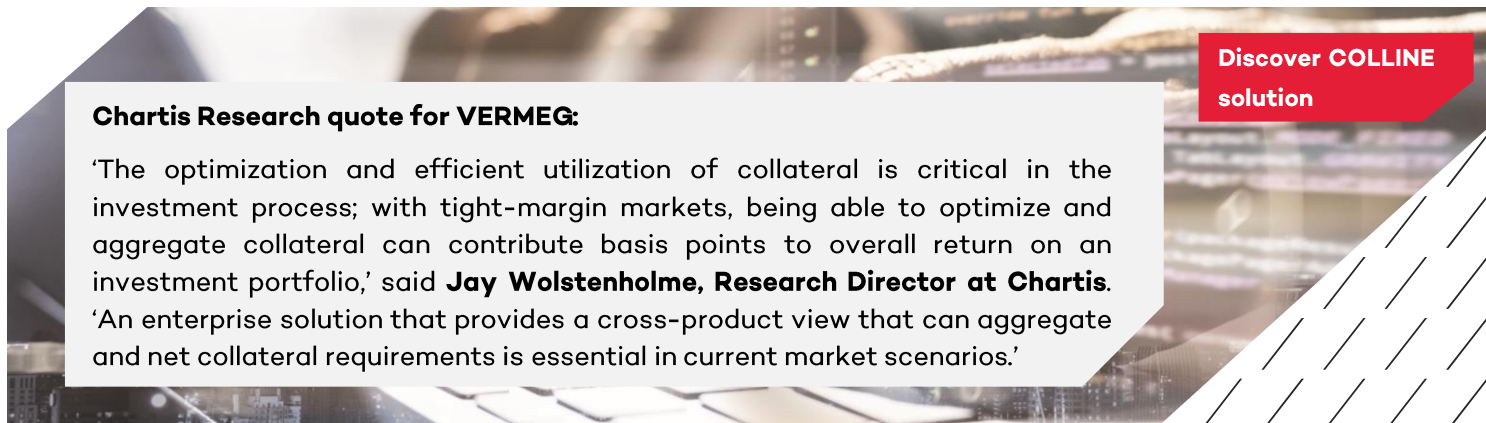 Discover COLLINE
solution
Chartis Research quote for VERMEG:
‘The optimization and efficient utilization of collateral is critical in the
investment process; with tight-margin markets, being able to optimize and
aggregate collateral can contribute basis points to overall return on an
investment portfolio,’ said Jay Wolstenholme, Research Director at Chartis.
‘An enterprise solution that provides a cross-product view that can aggregate
and net collateral requirements is essential in current market scenarios.’